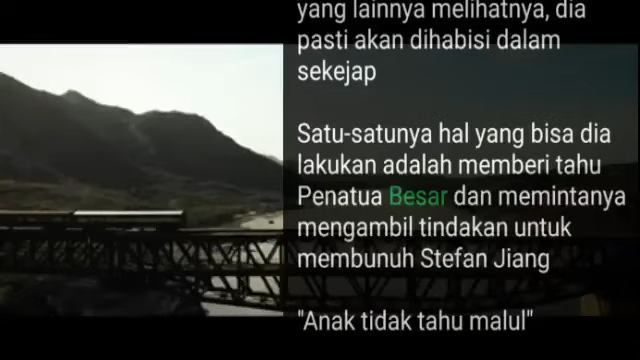 yang lainnya melihatnya, dia
pasti akan dihabisi dalam
sekejap
Satu-satunya hal yang bisa dia
lakukan adalah memberi tahu
Penatua Besar dan memintanya
mengambil tindakan untuk
membunuh Stefan Jiang
"Anak tidak tahu malul"